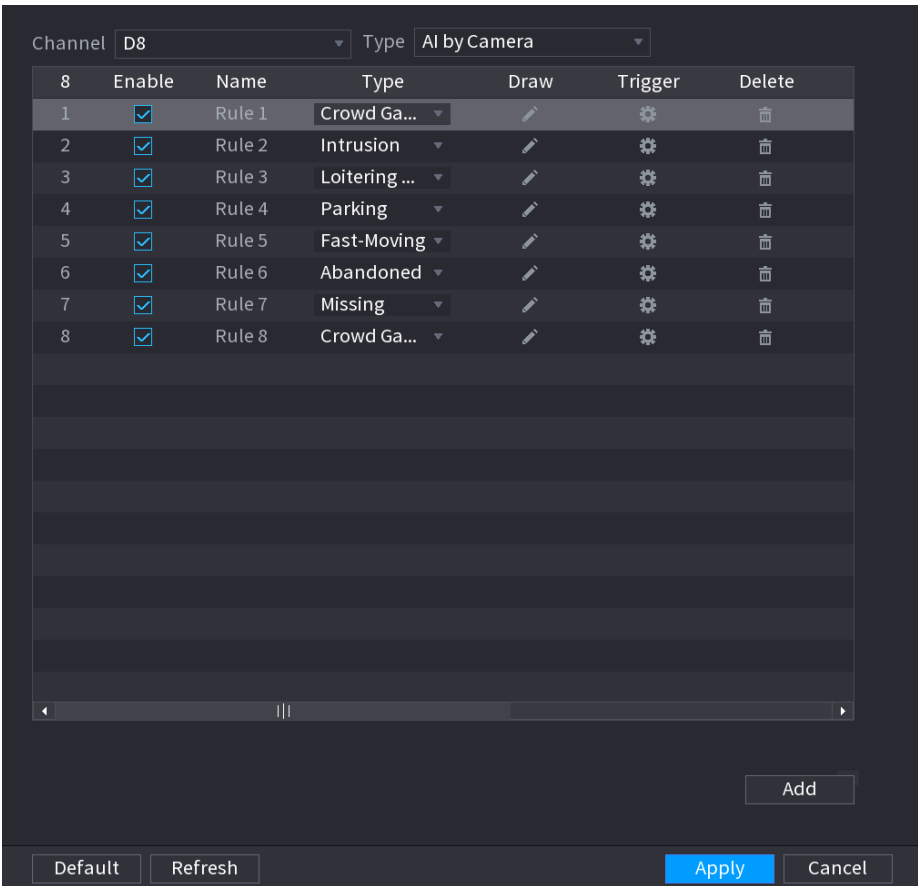 Channel D8 Type AI by Camera
8 Enable Name Type Draw Trigger Delete
1 Rule 1 Crowd Ga...
2 Rule 2 Intrusion
3 Rule 3 Loitering ...
4 Rule 4 Parking
5 Rule 5 Fast-Moving
6 Rule 6 Abandoned
7 Rule 7 Missing
8 Rule 8 Crowd Ga...
Add
Default Refresh Apply Cancel